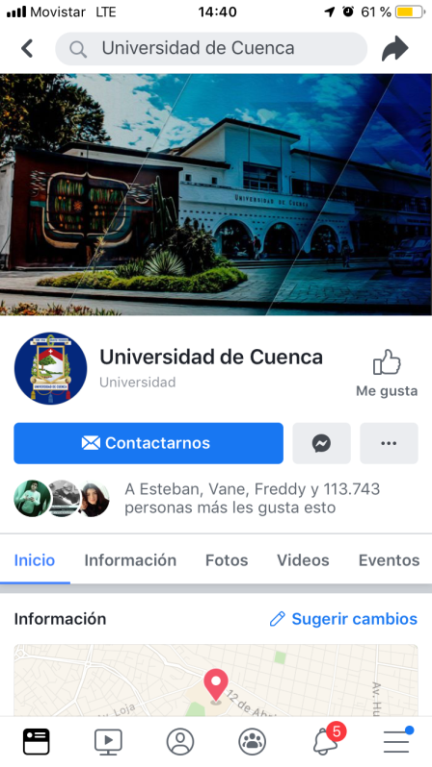 Movistar LTE 14:40 61 %
Universidad de Cuenca
UNIVERSIDAD DE CUENCA
Universidad de Cuenca
Universidad
Me gusta
Contactarnos
A Esteban, Vane, Freddy y 113.743
personas más les gusta esto
Inicio Información Fotos Videos Eventos
Información
Sugerir cambios
Loja
12 de Abri
Av. Hu
5